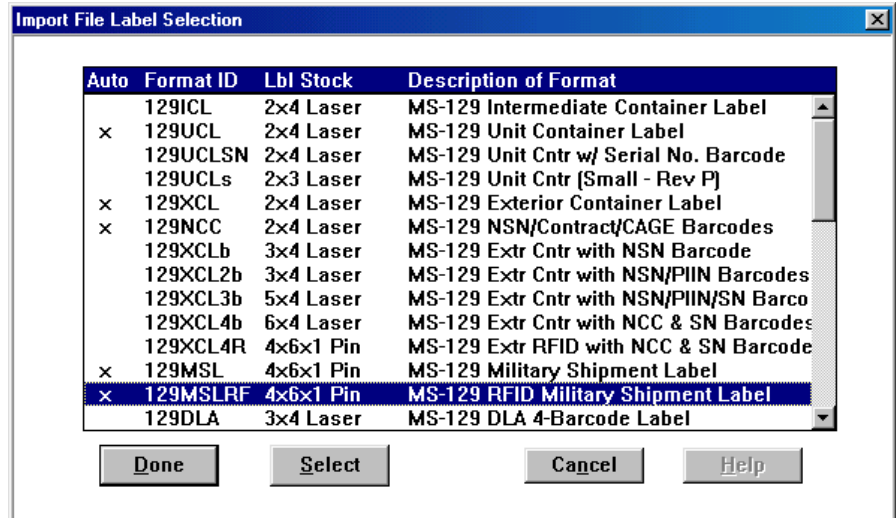 Import File Label Selection
Auto Format ID Lbl Stock Description of Format
129ICL 2x4 Laser MS-129 Intermediate Container Label
x 129UCL 2x4 Laser MS-129 Unit Container Label
129UCLSN 2x4 Laser MS-129 Unit Cntr w/ Serial No. Barcode
129UCLs 2x3 Laser MS-129 Unit Cntr (Small - Rev P)
x 129XCL 2x4 Laser MS-129 Exterior Container Label
x 129NCC 2x4 Laser MS-129 NSN/Contract/CAGE Barcodes
129XCLb 3x4 Laser MS-129 Extr Cntr with NSN Barcode
129XCL2b 3x4 Laser MS-129 Extr Cntr with NSN/PIIN Barcodes
129XCL3b 5x4 Laser MS-129 Extr Cntr with NSN/PIIN/SN Barco
129XCL4b 6x4 Laser MS-129 Extr Cntr with NCC & SN Barcodes
129XCL4R 4x6x1 Pin MS-129 Extr RFID with NCC & SN Barcode
x 129MSL 4x6x1 Pin MS-129 Military Shipment Label
x 129MSLRF 4x6x1 Pin MS-129 RFID Military Shipment Label
129DLA 3x4 Laser MS-129 DLA 4-Barcode Label
Done Select Cancel Help